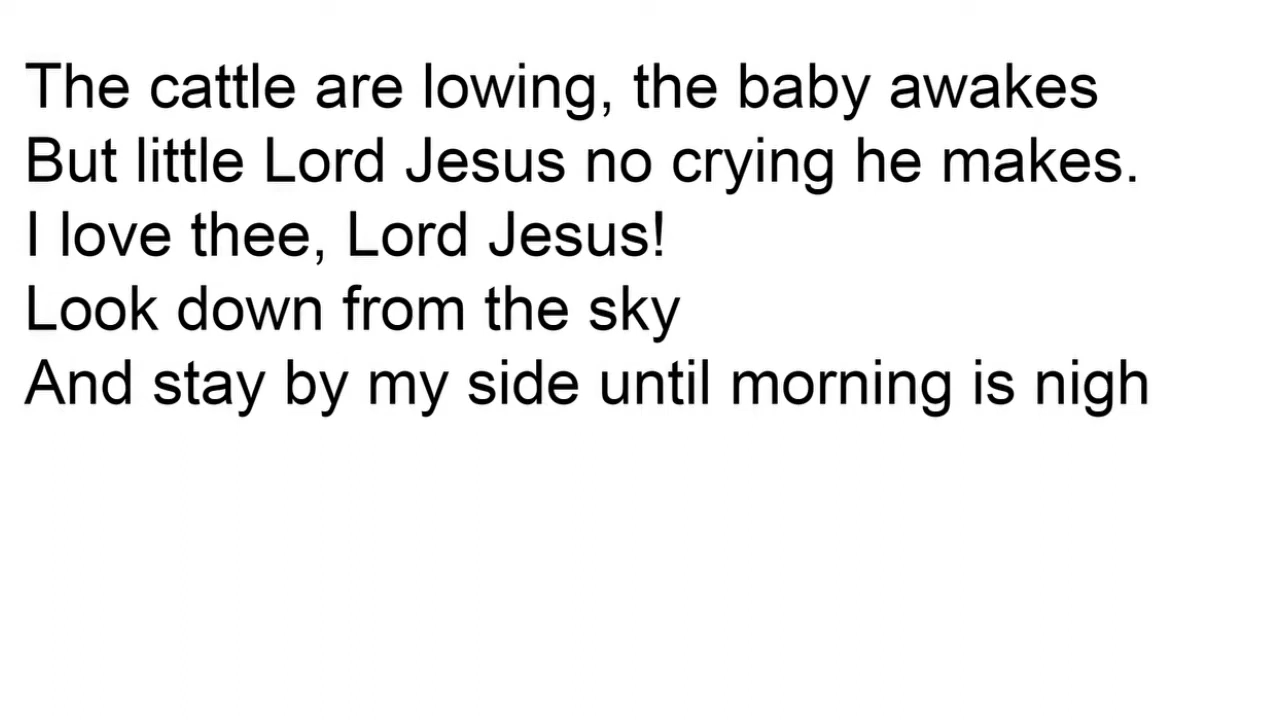 The cattle are lowing, the baby awakes
But little Lord Jesus no crying he makes.
I love thee, Lord Jesus!
Look down from the sky
And stay by my side until morning is nigh